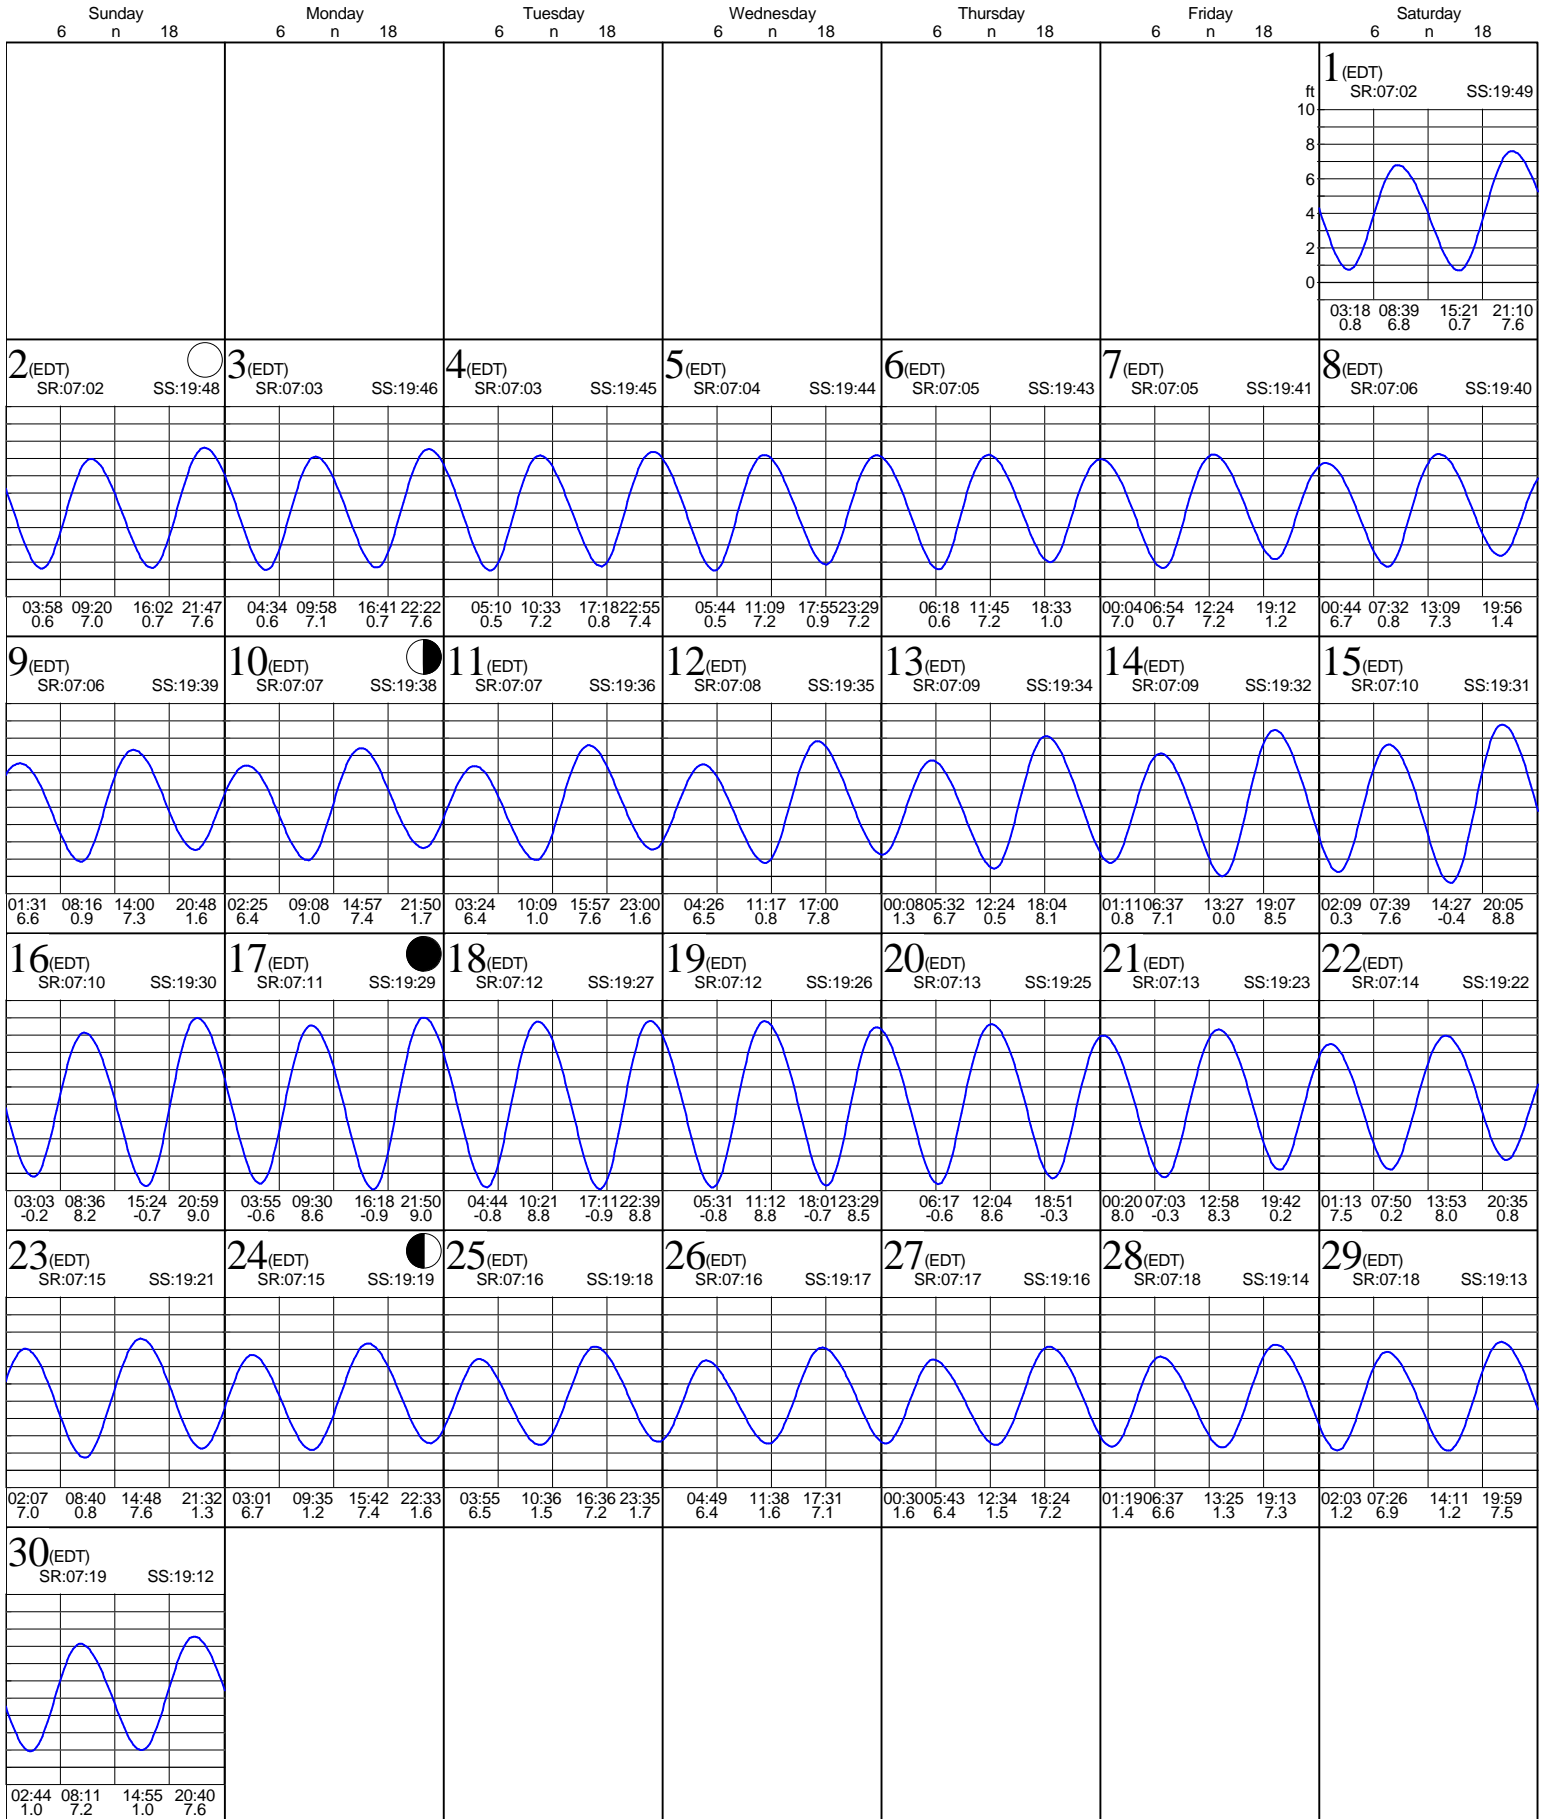 Sunday Monday Tuesday Wednesday Thursday Friday Saturday
6 n 18 6 n 18 6 n 18 6 n 18 6 n 18 6 n 18 6 n 18
1(EDT)
ft SR:07:02 SS:19:49
10
8
6
4
2
0
03:18 08:39 15:21 21:10
0.8 6.8 0.7 7.6
2(EDT) 3(EDT) 4(EDT) 5(EDT) 6(EDT) 7(EDT) 8(EDT)
SR:07:02 SS:19:48 SR:07:03 SS:19:46 SR:07:03 SS:19:45 SR:07:04 SS:19:44 SR:07:05 SS:19:43 SR:07:05 SS:19:41 SR:07:06 SS:19:40
03:58 09:20 16:02 21:47 04:34 09:58 16:41 22:22 05:10 10:33 17:18 22:55 05:44 11:09 17:55 23:29 06:18 11:45 18:33 00:04 06:54 12:24 19:12 00:44 07:32 13:09 19:56
0.6 7.0 0.7 7.6 0.6 7.1 0.7 7.6 0.5 7.2 0.8 7.4 0.5 7.2 0.9 7.2 0.6 7.2 1.0 7.0 0.7 7.2 1.2 6.7 0.8 7.3 1.4
9(EDT) 10(EDT) 11(EDT) 12(EDT) 13(EDT) 14(EDT) 15(EDT)
SR:07:06 SS:19:39 SR:07:07 SS:19:38 SR:07:07 SS:19:36 SR:07:08 SS:19:35 SR:07:09 SS:19:34 SR:07:09 SS:19:32 SR:07:10 SS:19:31
01:31 08:16 14:00 20:48 02:25 09:08 14:57 21:50 03:24 10:09 15:57 23:00 04:26 11:17 17:00 00:08 05:32 12:24 18:04 01:11 06:37 13:27 19:07 02:09 07:39 14:27 20:05
6.6 0.9 7.3 1.6 6.4 1.0 7.4 1.7 6.4 1.0 7.6 1.6 6.5 0.8 7.8 1.3 6.7 0.5 8.1 0.8 7.1 0.0 8.5 0.3 7.6 -0.4 8.8
16(EDT) 17(EDT) 18(EDT) 19(EDT) 20(EDT) 21(EDT) 22(EDT)
SR:07:10 SS:19:30 SR:07:11 SS:19:29 SR:07:12 SS:19:27 SR:07:12 SS:19:26 SR:07:13 SS:19:25 SR:07:13 SS:19:23 SR:07:14 SS:19:22
03:03 08:36 15:24 20:59 03:55 09:30 16:18 21:50 04:44 10:21 17:11 22:39 05:31 11:12 18:01 23:29 06:17 12:04 18:51 00:20 07:03 12:58 19:42 01:13 07:50 13:53 20:35
-0.2 8.2 -0.7 9.0 -0.6 8.6 -0.9 9.0 -0.8 8.8 -0.9 8.8 -0.8 8.8 -0.7 8.5 -0.6 8.6 -0.3 8.0 -0.3 8.3 0.2 7.5 0.2 8.0 0.8
23(EDT) 24(EDT) 25(EDT) 26(EDT) 27(EDT) 28(EDT) 29(EDT)
SR:07:15 SS:19:21 SR:07:15 SS:19:19 SR:07:16 SS:19:18 SR:07:16 SS:19:17 SR:07:17 SS:19:16 SR:07:18 SS:19:14 SR:07:18 SS:19:13
02:07 08:40 14:48 21:32 03:01 09:35 15:42 22:33 03:55 10:36 16:36 23:35 04:49 11:38 17:31 00:30 05:43 12:34 18:24 01:19 06:37 13:25 19:13 02:03 07:26 14:11 19:59
7.0 0.8 7.6 1.3 6.7 1.2 7.4 1.6 6.5 1.5 7.2 1.7 6.4 1.6 7.1 1.6 6.4 1.5 7.2 1.4 6.6 1.3 7.3 1.2 6.9 1.2 7.5
30(EDT)
SR:07:19 SS:19:12
02:44 08:11 14:55 20:40
1.0 7.2 1.0 7.6